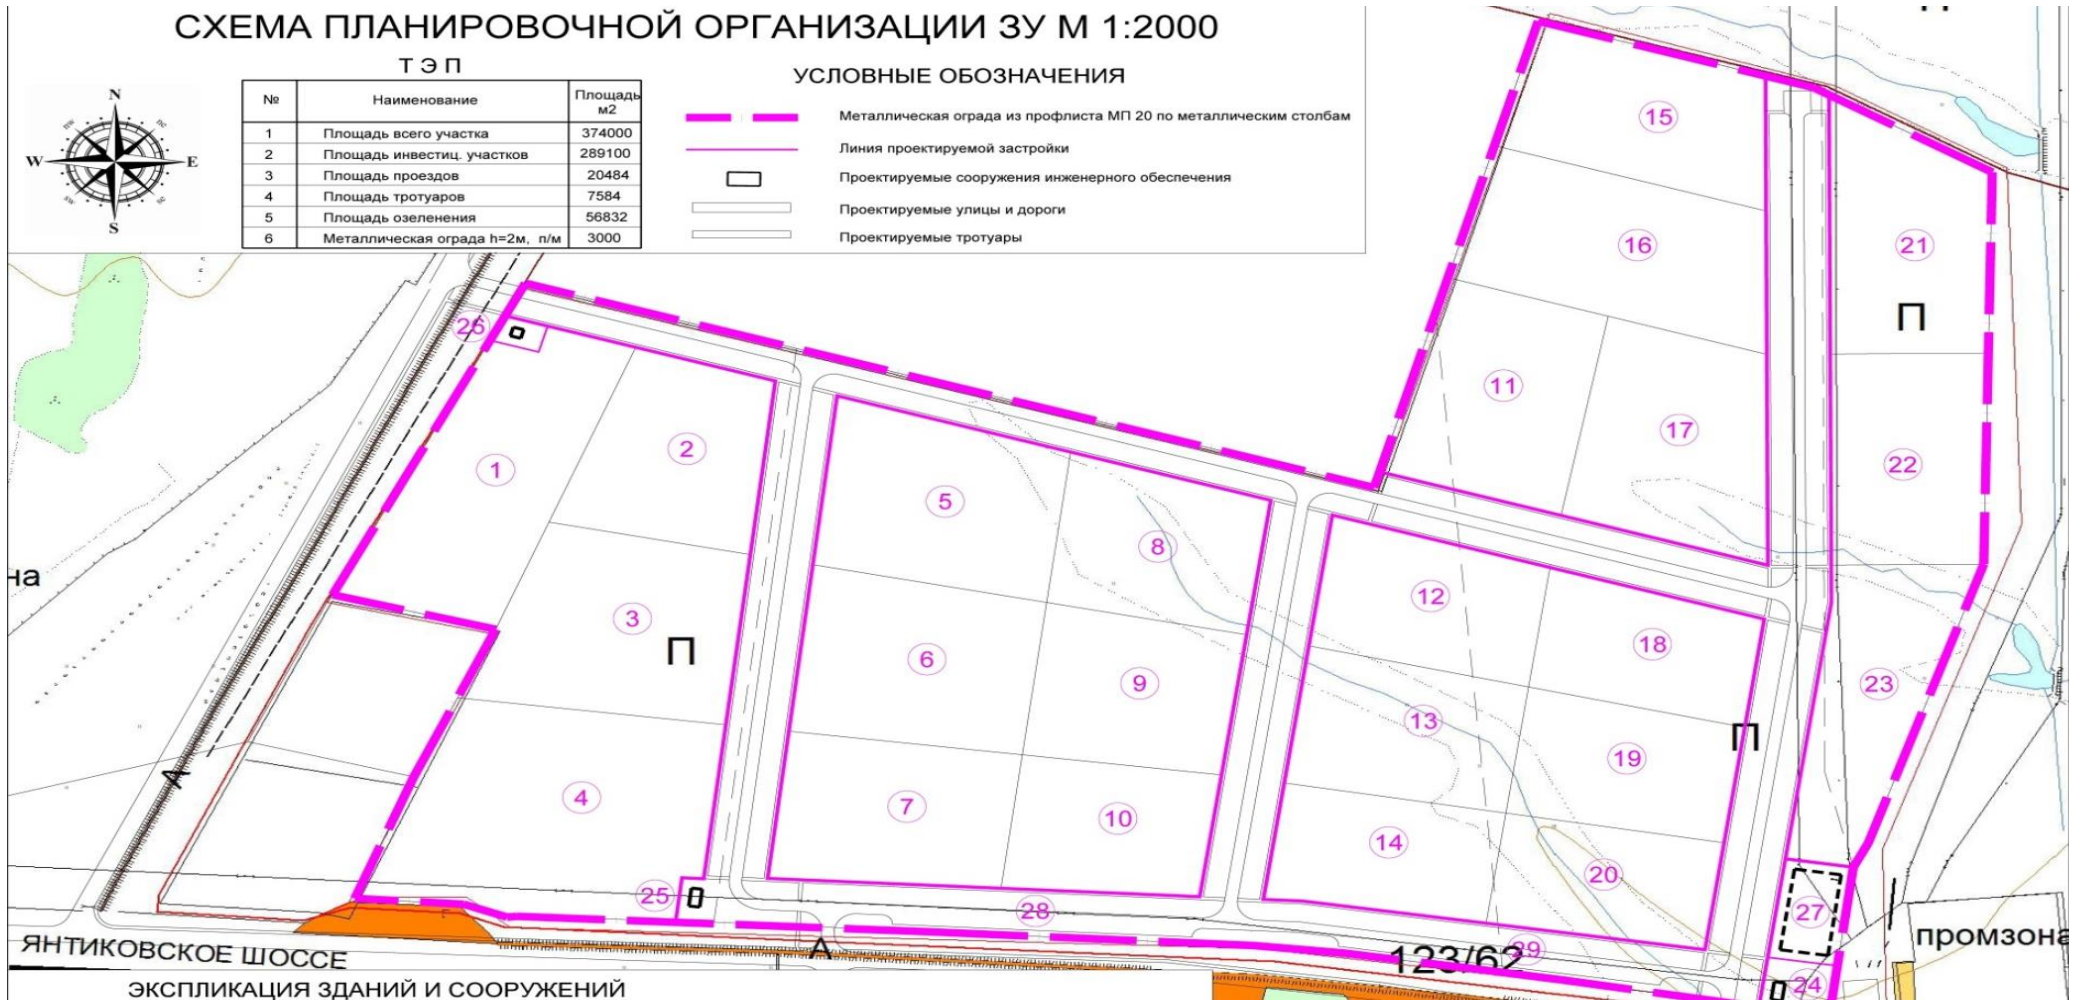 СХЕМА ПЛАНИРОВОЧНОЙ ОРГАНИЗАЦИИ ЗУ М 1:2000
ТЭП
№ Наименование Площадь м2
1 Площадь всего участка 374000
2 Площадь инвестиц. участков 289100
3 Площадь проездов 20484
4 Площадь тротуаров 7584
5 Площадь озеленения 56832
6 Металлическая ограда h=2м, п/м 3000
N
W
E
S
УСЛОВНЫЕ ОБОЗНАЧЕНИЯ
Металлическая ограда из профлиста МП 20 по металлическим столбам
Линия проектируемой застройки
Проектируемые сооружения инженерного обеспечения
Проектируемые улицы и дороги
Проектируемые тротуары
15
16
21
П
26
11
17
2
1
22
5
8
на
12
3
П
18
6
9
23
13
П
19
А
4
7
10
14
20
25
28
27
29
А
123/62
промзона
24
ЯНТИКОВСКОЕ ШОССЕ
ЭКСПЛИКАЦИЯ ЗДАНИЙ И СООРУЖЕНИЙ